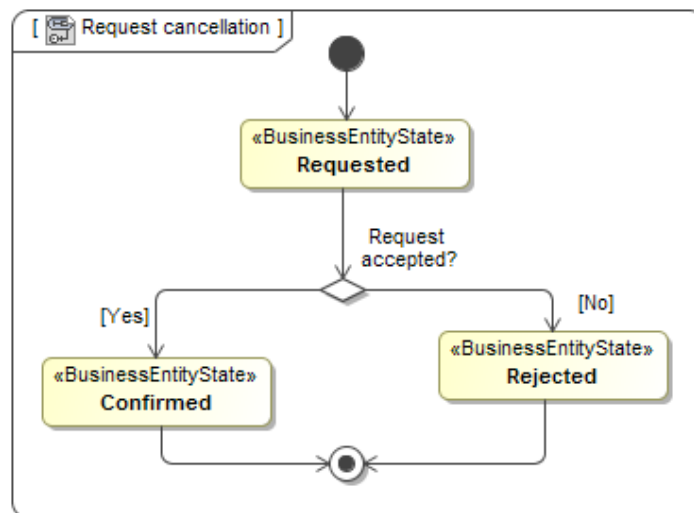 [ Request cancellation ]
«BusinessEntityState»
Requested
Request
accepted?
[Yes]
[No]
«BusinessEntityState»
Rejected
«BusinessEntityState»
Confirmed